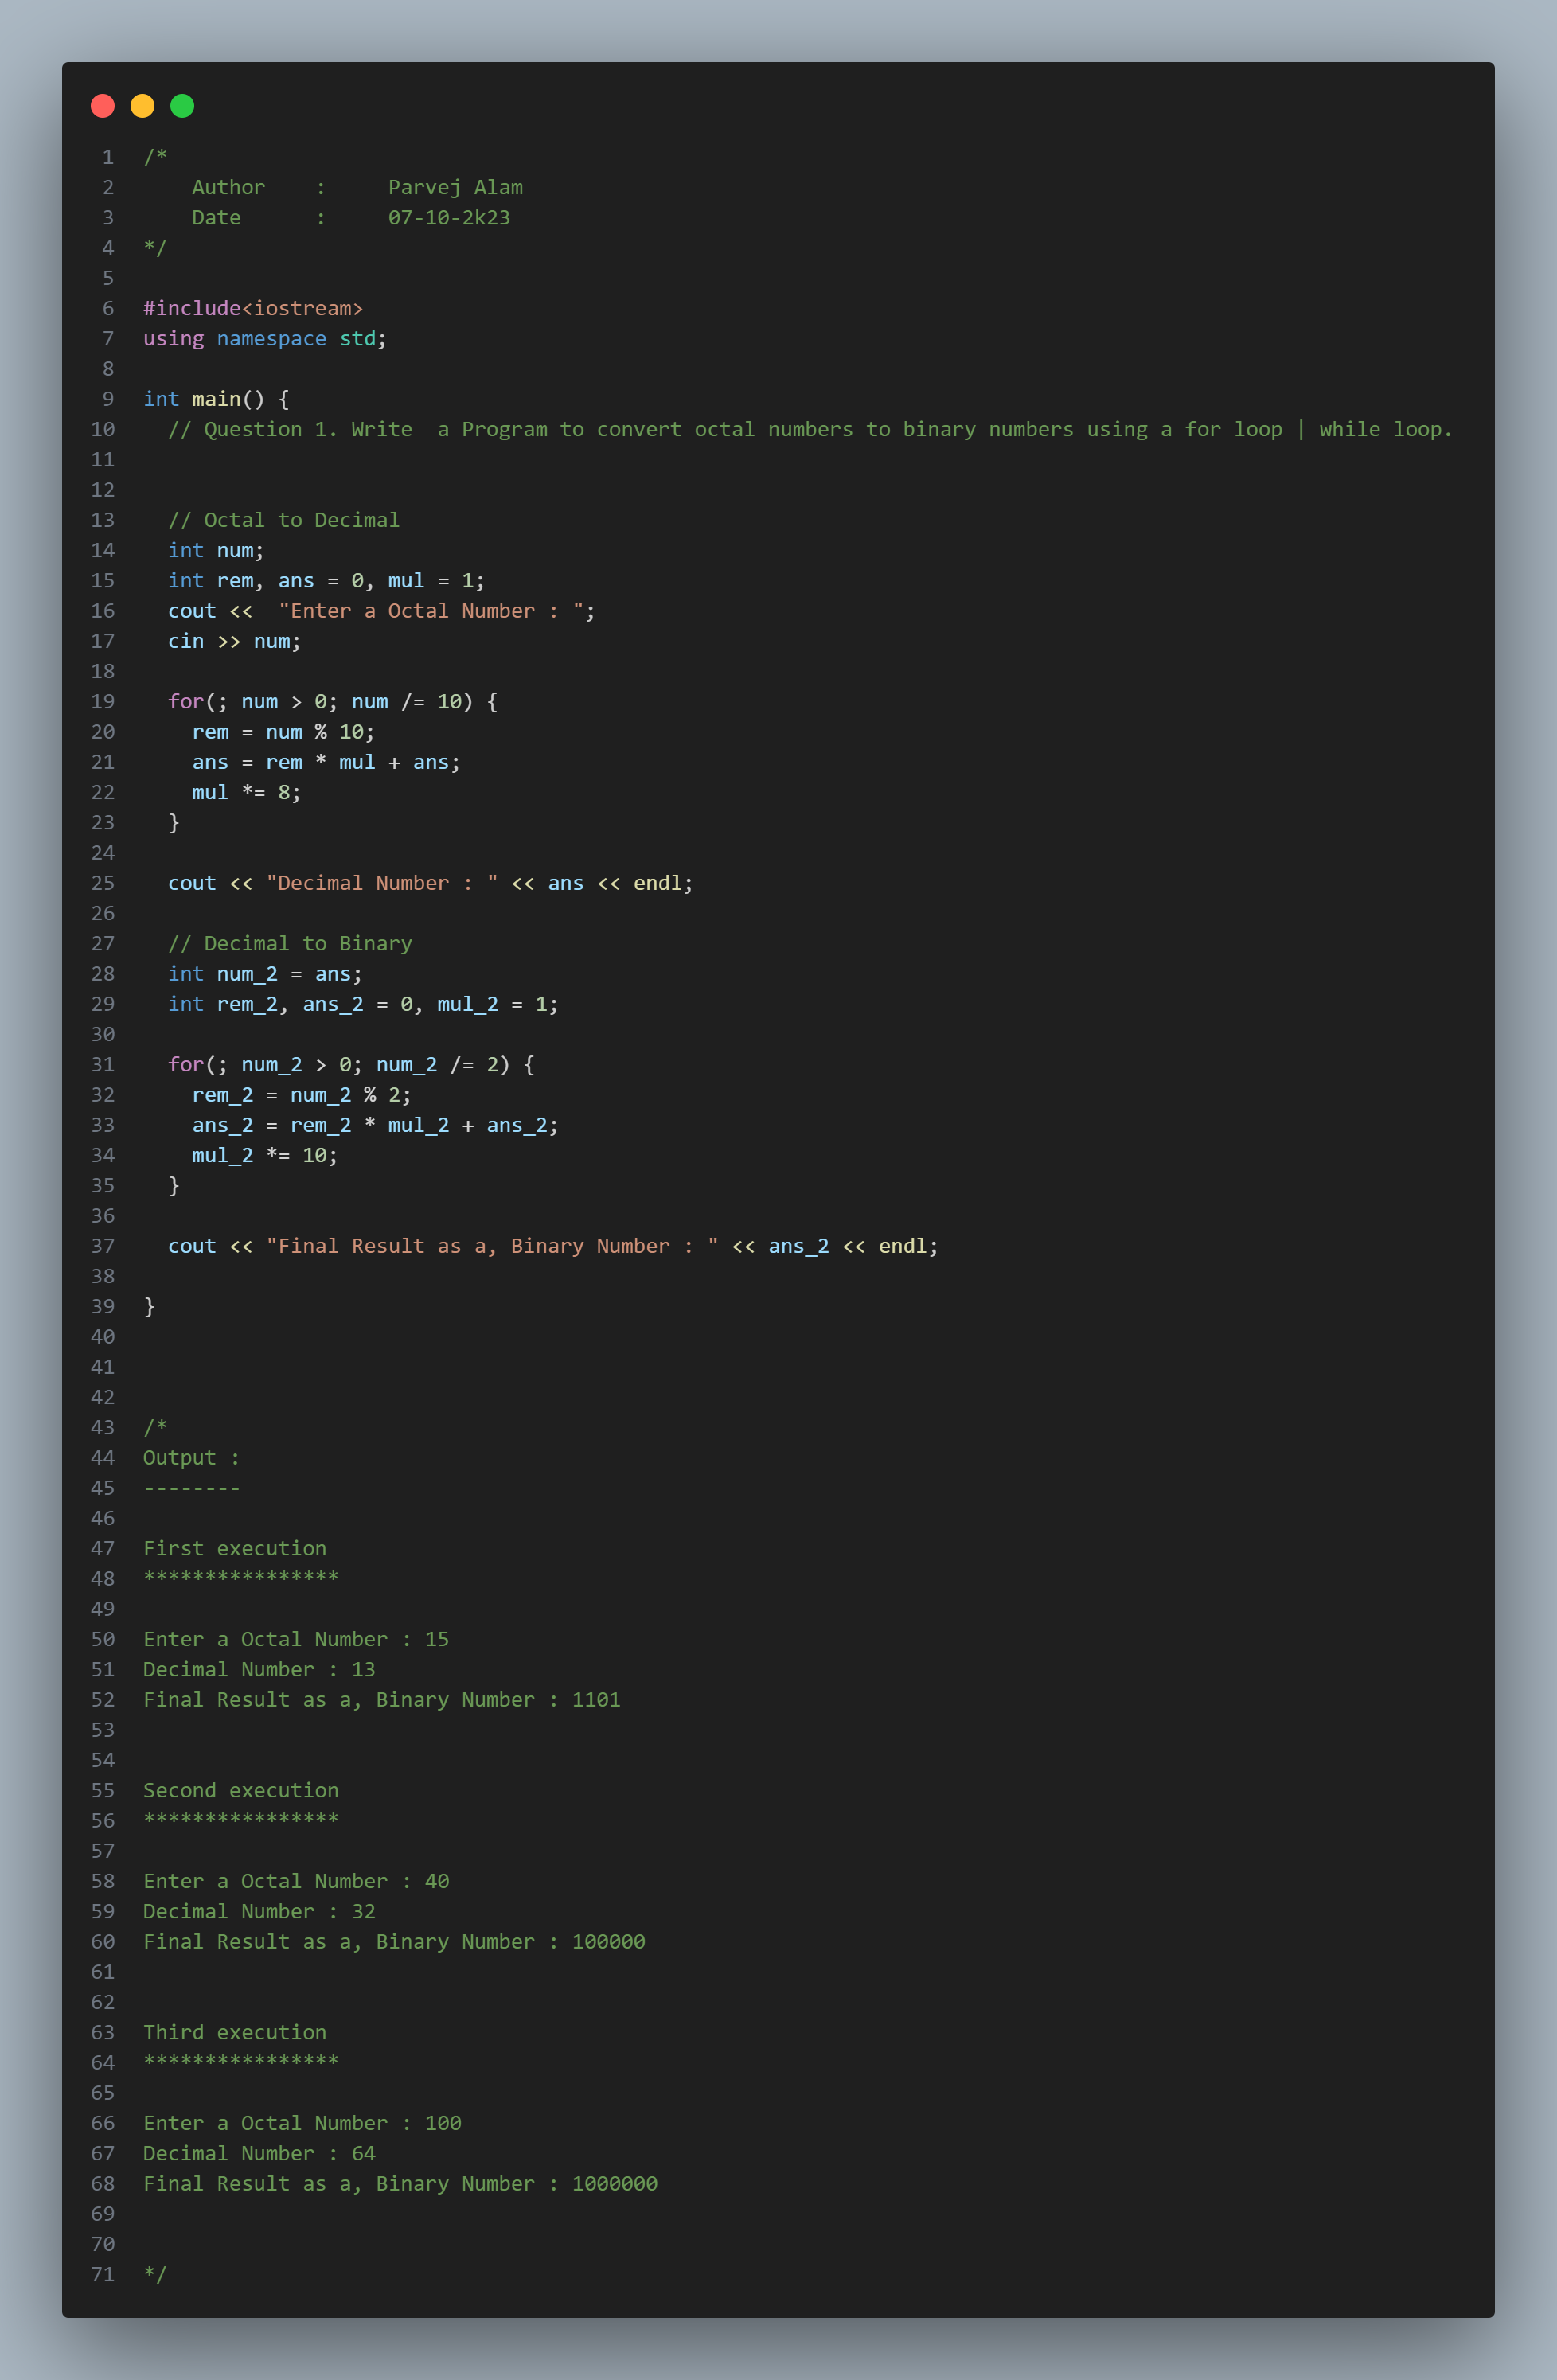 1 /*
2     Author    :     Parvej Alam
3     Date      :     07-10-2k23
4 */
5
6 #include<iostream>
7 using namespace std;
8
9 int main() {
10   // Question 1. Write  a Program to convert octal numbers to binary numbers using a for loop | while loop.
11
12
13   // Octal to Decimal
14   int num;
15   int rem, ans = 0, mul = 1;
16   cout <<  "Enter a Octal Number : ";
17   cin >> num;
18
19   for(; num > 0; num /= 10) {
20     rem = num % 10;
21     ans = rem * mul + ans;
22     mul *= 8;
23   }
24
25   cout << "Decimal Number : " << ans << endl;
26
27   // Decimal to Binary
28   int num_2 = ans;
29   int rem_2, ans_2 = 0, mul_2 = 1;
30
31   for(; num_2 > 0; num_2 /= 2) {
32     rem_2 = num_2 % 2;
33     ans_2 = rem_2 * mul_2 + ans_2;
34     mul_2 *= 10;
35   }
36
37   cout << "Final Result as a, Binary Number : " << ans_2 << endl;
38
39 }
40
41
42
43 /*
44 Output :
45 --------
46
47 First execution
48 ****************
49
50 Enter a Octal Number : 15
51 Decimal Number : 13
52 Final Result as a, Binary Number : 1101
53
54
55 Second execution
56 ****************
57
58 Enter a Octal Number : 40
59 Decimal Number : 32
60 Final Result as a, Binary Number : 100000
61
62
63 Third execution
64 ****************
65
66 Enter a Octal Number : 100
67 Decimal Number : 64
68 Final Result as a, Binary Number : 1000000
69
70
71 */